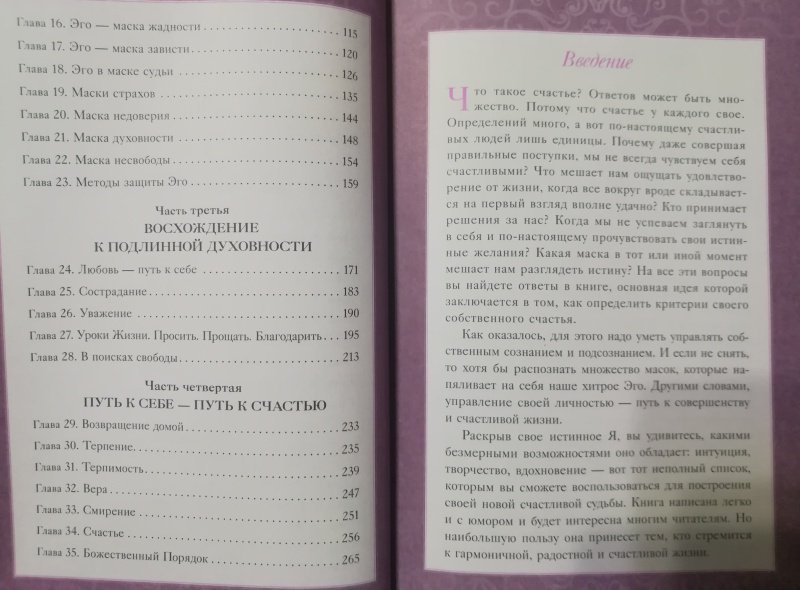 Глава 16. Эго — маска жадности ..... 115
Глава 17. Эго — маска зависти ..... 120
Глава 18. Эго в маске судьи ..... 126
Глава 19. Маски страхов ..... 135
Глава 20. Маска недоверия ..... 144
Глава 21. Маска духовности ..... 148
Глава 22. Маска несвободы ..... 154
Глава 23. Методы защиты Эго ..... 159
Часть третья
ВОСХОЖДЕНИЕ
К ПОДЛИННОЙ ДУХОВНОСТИ
Глава 24. Любовь — путь к себе ..... 171
Глава 25. Сострадание ..... 183
Глава 26. Уважение ..... 190
Глава 27. Уроки Жизни. Просить. Прощать. Благодарить ..... 195
Глава 28. В поисках свободы ..... 213
Часть четвертая
ПУТЬ К СЕБЕ — ПУТЬ К СЧАСТЬЮ
Глава 29. Возвращение домой ..... 233
Глава 30. Терпение ..... 235
Глава 31. Терпимость ..... 239
Глава 32. Вера ..... 247
Глава 33. Смирение ..... 251
Глава 34. Счастье ..... 256
Глава 35. Божественный Порядок ..... 265
Введение
Что такое счастье? Ответов может быть мно-
жество. Потому что счастье у каждого свое.
Определений много, а вот по-настоящему счастли-
вых людей лишь единицы. Почему даже совершая
правильные поступки, мы не всегда чувствуем себя
счастливыми? Что мешает нам ощущать удовлетво-
рение от жизни, когда все вокруг вроде складывает-
ся на первый взгляд вполне удачно? Кто принимает
решения за нас? Когда мы не успеваем заглянуть
в себя и по-настоящему прочувствовать свои истин-
ные желания? Какая маска в тот или иной момент
мешает нам разглядеть истину? На все эти вопросы
вы найдете ответы в книге, основная идея которой
заключается в том, как определить критерии своего
собственного счастья.
Как оказалось, для этого надо уметь управлять соб-
ственным сознанием и подсознанием. И если не снять,
то хотя бы распознать множество масок, которые на-
пяливает на себя наше хитрое Эго. Другими словами,
управление своей личностью — путь к совершенству
и счастливой жизни.
Раскрыв свое истинное Я, вы удивитесь, какими
безмерными возможностями оно обладает: интуиция,
творчество, вдохновение — вот тот неполный список,
которым вы сможете воспользоваться для построения
своей новой счастливой судьбы. Книга написана легко
и с юмором и будет интересна многим читателям. Но
наибольшую пользу она принесет тем, кто стремится
к гармоничной, радостной и счастливой жизни.